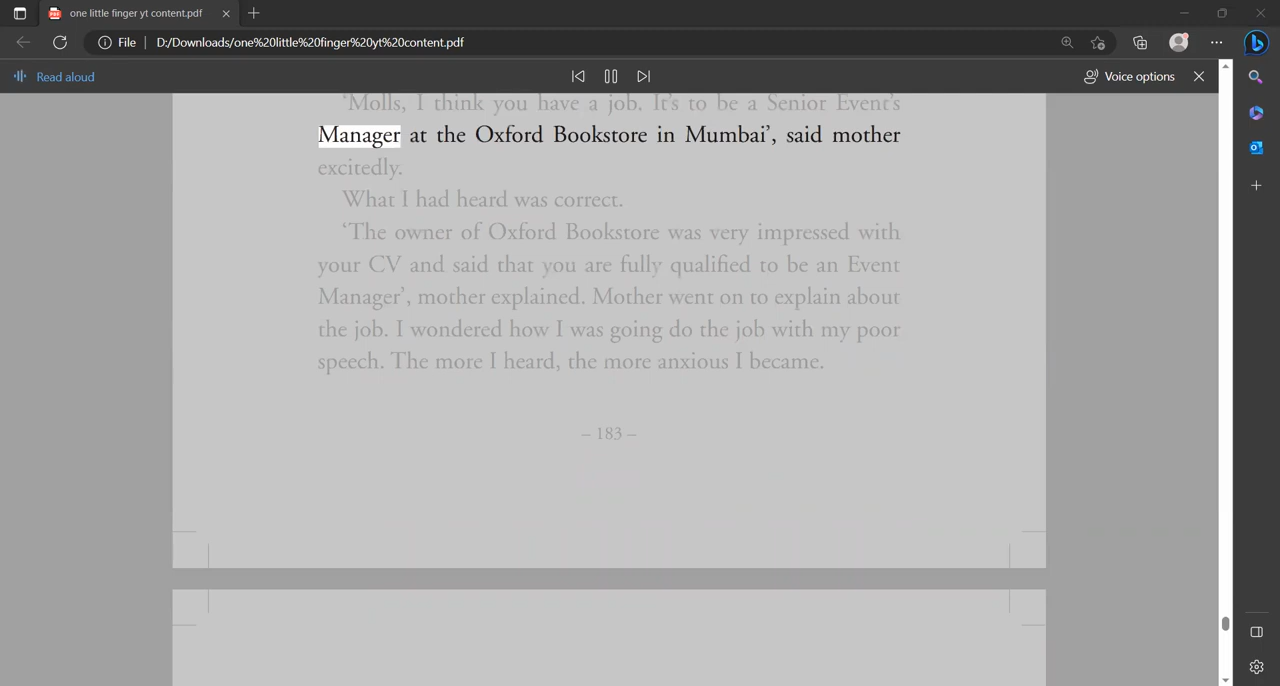 one little finger yt content.pdf
File
D:/Downloads/one%20little%20finger%20yt%20content.pdf
Read aloud
Voice options
‘Molls, I think you have a job. It’s to be a Senior Event’s
Manager at the Oxford Bookstore in Mumbai’, said mother
excitedly.
What I had heard was correct.
‘The owner of Oxford Bookstore was very impressed with
your CV and said that you are fully qualified to be an Event
Manager’, mother explained. Mother went on to explain about
the job. I wondered how I was going do the job with my poor
speech. The more I heard, the more anxious I became.
– 183 –